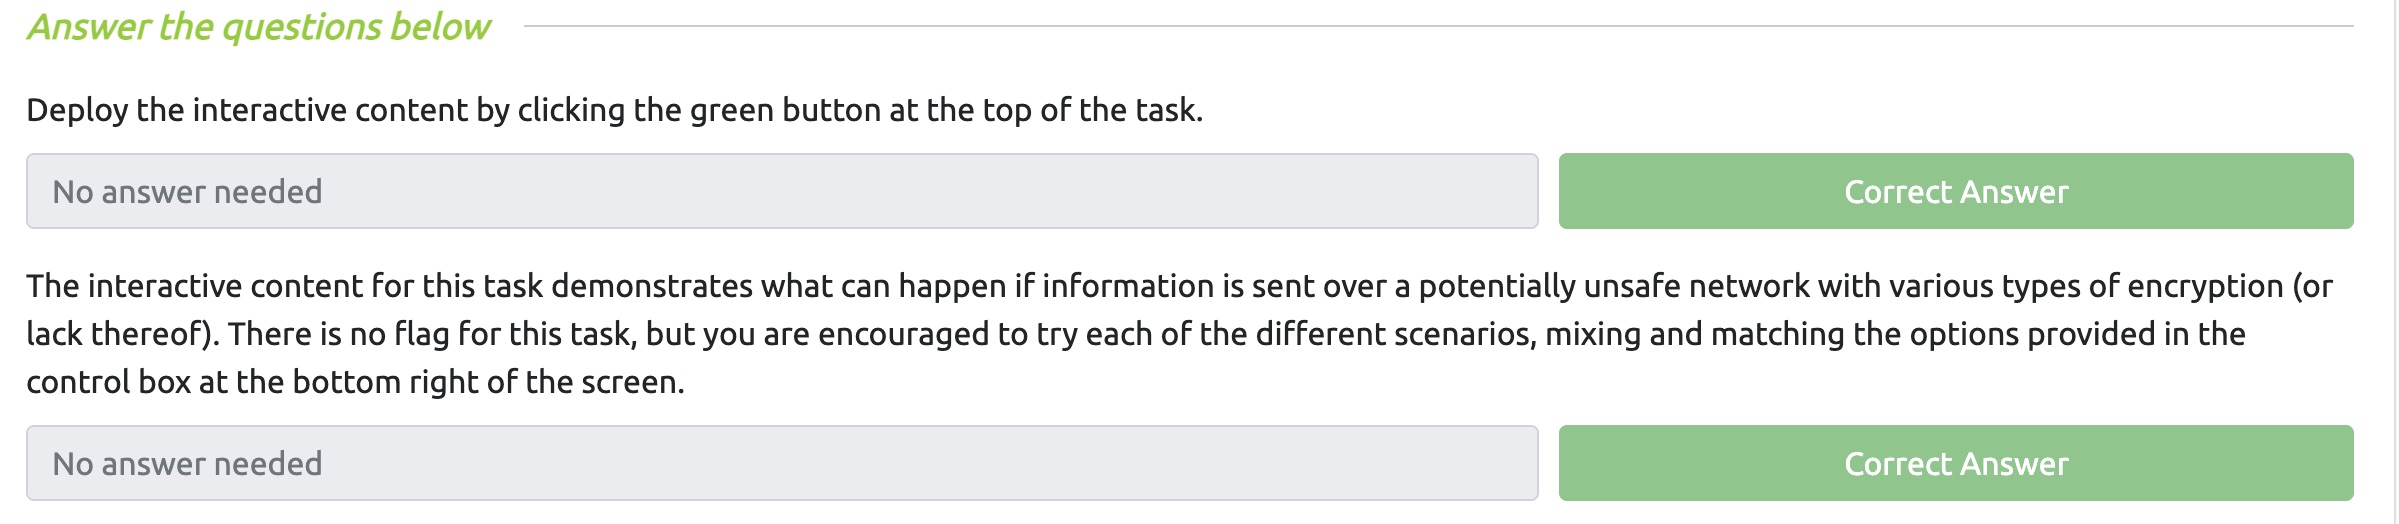 Answer the questions below
Deploy the interactive content by clicking the green button at the top of the task.
No answer needed
Correct Answer
The interactive content for this task demonstrates what can happen if information is sent over a potentially unsafe network with various types of encryption (or
lack thereof). There is no flag for this task, but you are encouraged to try each of the different scenarios, mixing and matching the options provided in the
control box at the bottom right of the screen.
No answer needed
Correct Answer